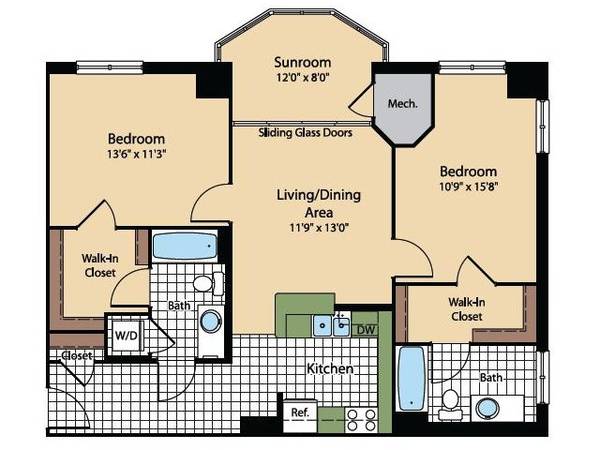 Sunroom
12'0" x 8'0"
Mech.
Sliding Glass Doors
Bedroom
13'6" x 11'3"
Bedroom
10'9" x 15'8"
Living/Dining
Area
11'9" x 13'0"
Walk-In
Closet
Bath
Walk-In
Closet
W/D
DW
Closet
Kitchen
Bath
Ref.